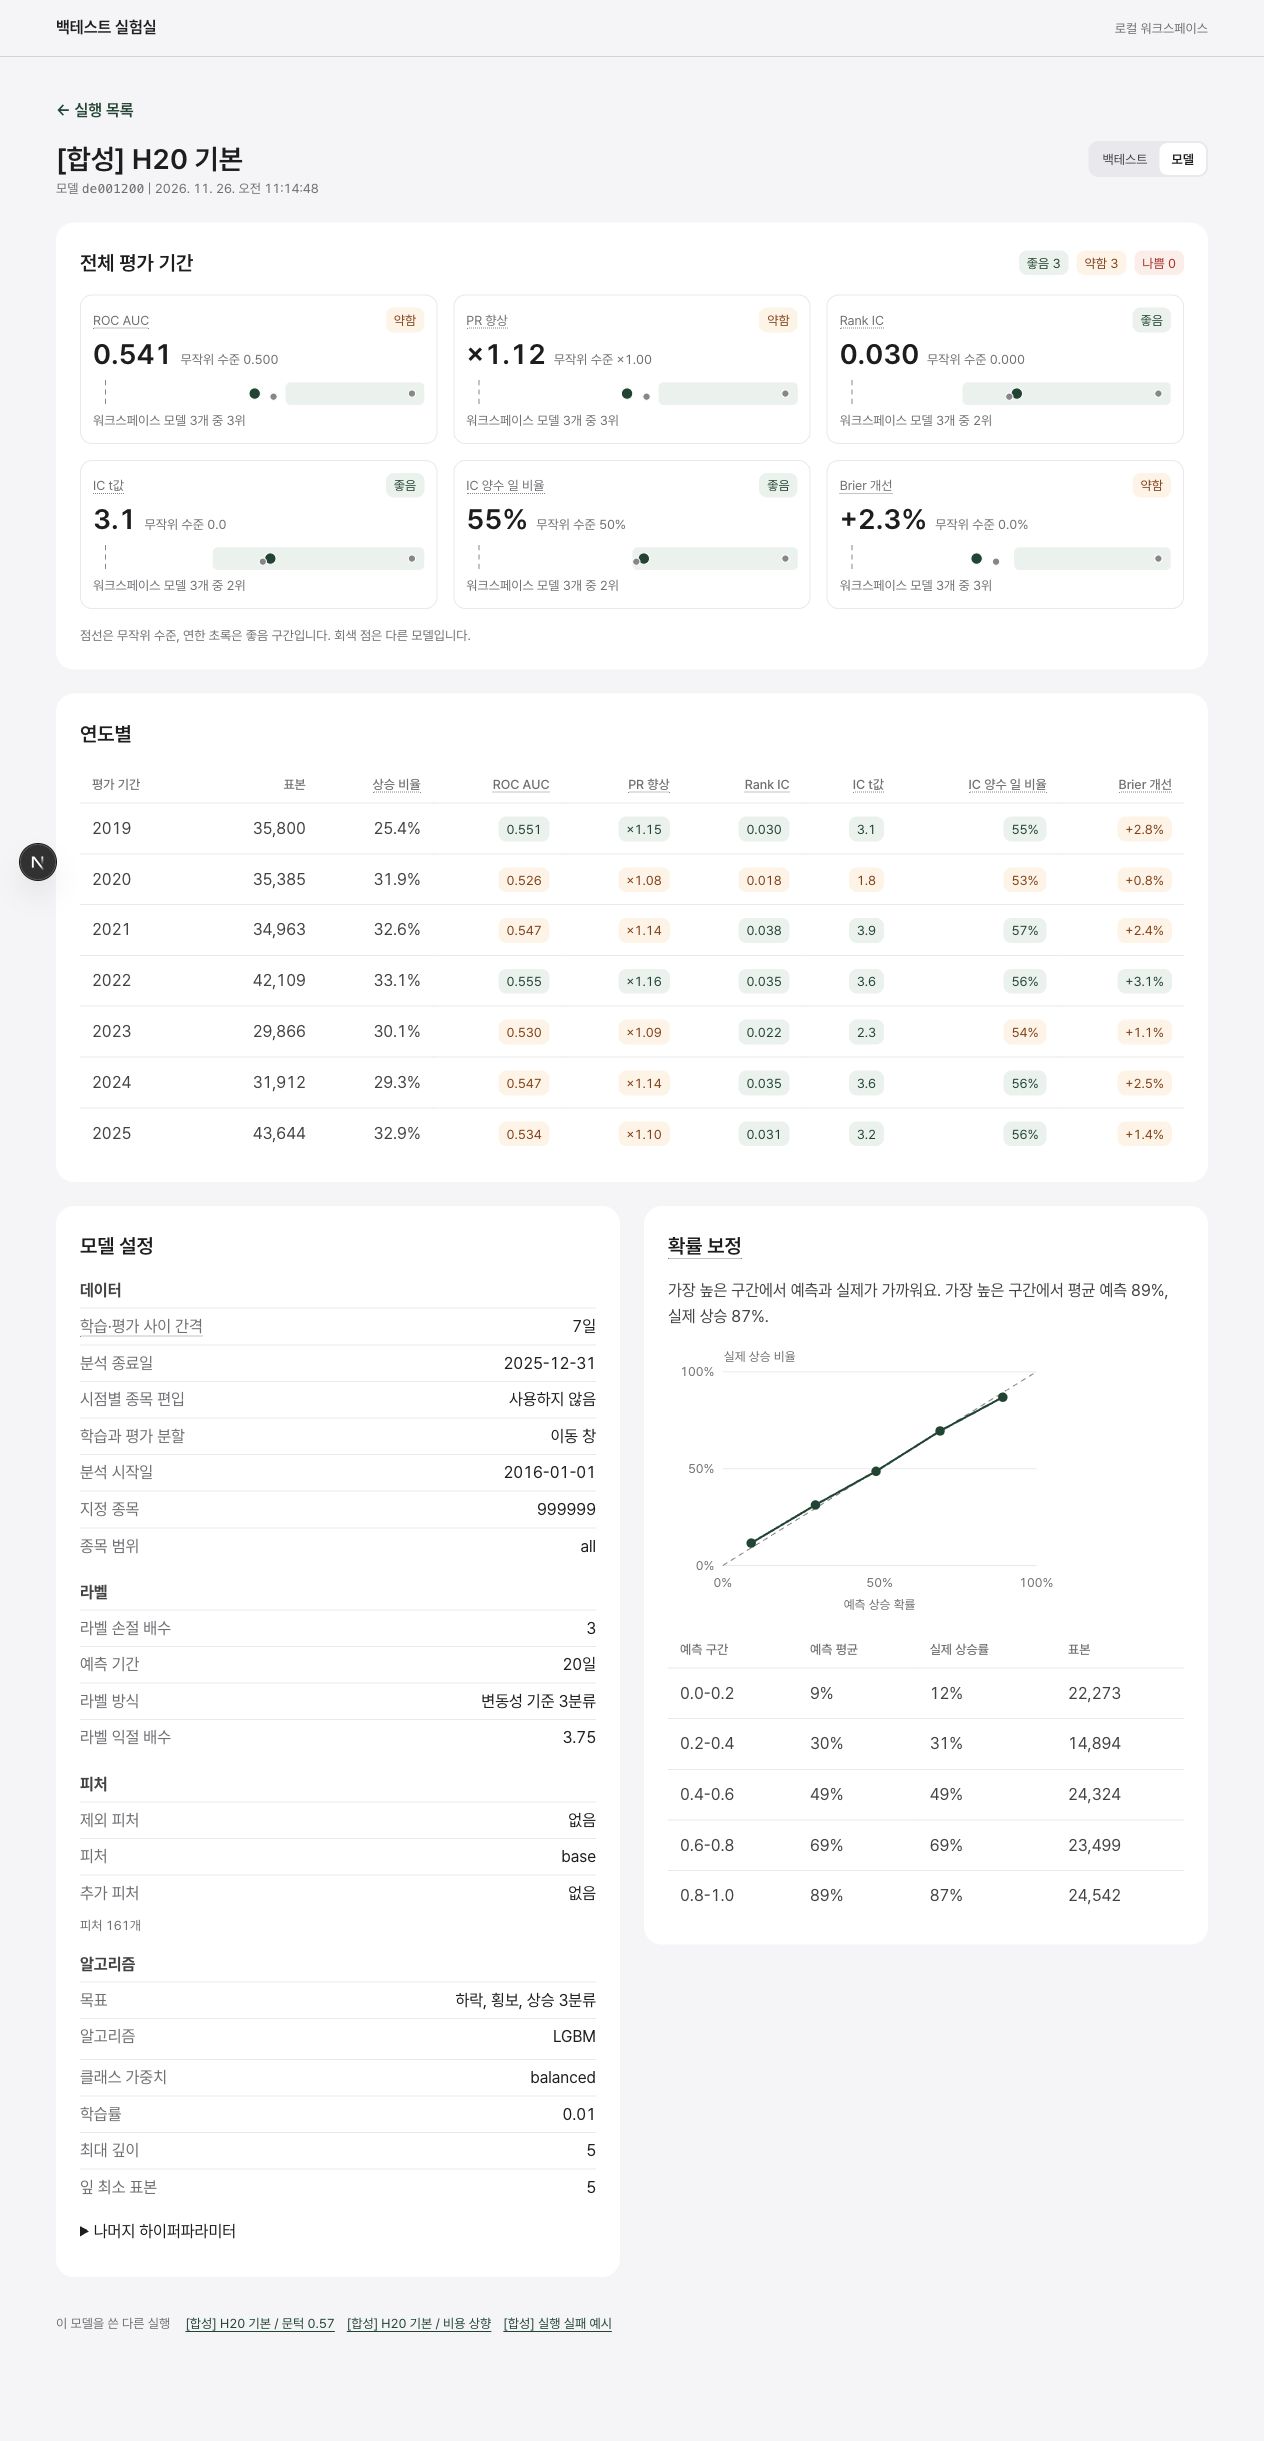 백테스트 실험실
로컬 워크스페이스
← 실행 목록
[합성] H20 기본
백테스트 모델
모델 de001200 | 2026. 11. 26. 오전 11:14:48
전체 평가 기간
좋음 3 약함 3 나쁨 0
ROC AUC 약함
0.541 무작위 수준 0.500
워크스페이스 모델 3개 중 3위
PR 향상 약함
×1.12 무작위 수준 ×1.00
워크스페이스 모델 3개 중 3위
Rank IC 좋음
0.030 무작위 수준 0.000
워크스페이스 모델 3개 중 2위
IC t값 좋음
3.1 무작위 수준 0.0
워크스페이스 모델 3개 중 2위
IC 양수 일 비율 좋음
55% 무작위 수준 50%
워크스페이스 모델 3개 중 2위
Brier 개선 약함
+2.3% 무작위 수준 0.0%
워크스페이스 모델 3개 중 3위
점선은 무작위 수준, 연한 초록은 좋음 구간입니다. 회색 점은 다른 모델입니다.
연도별
평가 기간 표본 상승 비율 ROC AUC PR 향상 Rank IC IC t값 IC 양수 일 비율 Brier 개선
2019 35,800 25.4% 0.551 ×1.15 0.030 3.1 55% +2.8%
2020 35,385 31.9% 0.526 ×1.08 0.018 1.8 53% +0.8%
2021 34,963 32.6% 0.547 ×1.14 0.038 3.9 57% +2.4%
2022 42,109 33.1% 0.555 ×1.16 0.035 3.6 56% +3.1%
2023 29,866 30.1% 0.530 ×1.09 0.022 2.3 54% +1.1%
2024 31,912 29.3% 0.547 ×1.14 0.035 3.6 56% +2.5%
2025 43,644 32.9% 0.534 ×1.10 0.031 3.2 56% +1.4%
N
모델 설정
데이터
학습·평가 사이 간격 7일
분석 종료일 2025-12-31
시점별 종목 편입 사용하지 않음
학습과 평가 분할 이동 창
분석 시작일 2016-01-01
지정 종목 999999
종목 범위 all
라벨
라벨 손절 배수 3
예측 기간 20일
라벨 방식 변동성 기준 3분류
라벨 익절 배수 3.75
피처
제외 피처 없음
피처 base
추가 피처 없음
피처 161개
알고리즘
목표 하락, 횡보, 상승 3분류
알고리즘 LGBM
클래스 가중치 balanced
학습률 0.01
최대 깊이 5
잎 최소 표본 5
▶ 나머지 하이퍼파라미터
확률 보정
가장 높은 구간에서 예측과 실제가 가까워요. 가장 높은 구간에서 평균 예측 89%,
실제 상승 87%.
실제 상승 비율
100%
50%
0%
0% 50% 100%
예측 상승 확률
예측 구간 예측 평균 실제 상승률 표본
0.0-0.2 9% 12% 22,273
0.2-0.4 30% 31% 14,894
0.4-0.6 49% 49% 24,324
0.6-0.8 69% 69% 23,499
0.8-1.0 89% 87% 24,542
이 모델을 쓴 다른 실행 [합성] H20 기본 / 문턱 0.57 [합성] H20 기본 / 비용 상향 [합성] 실행 실패 예시